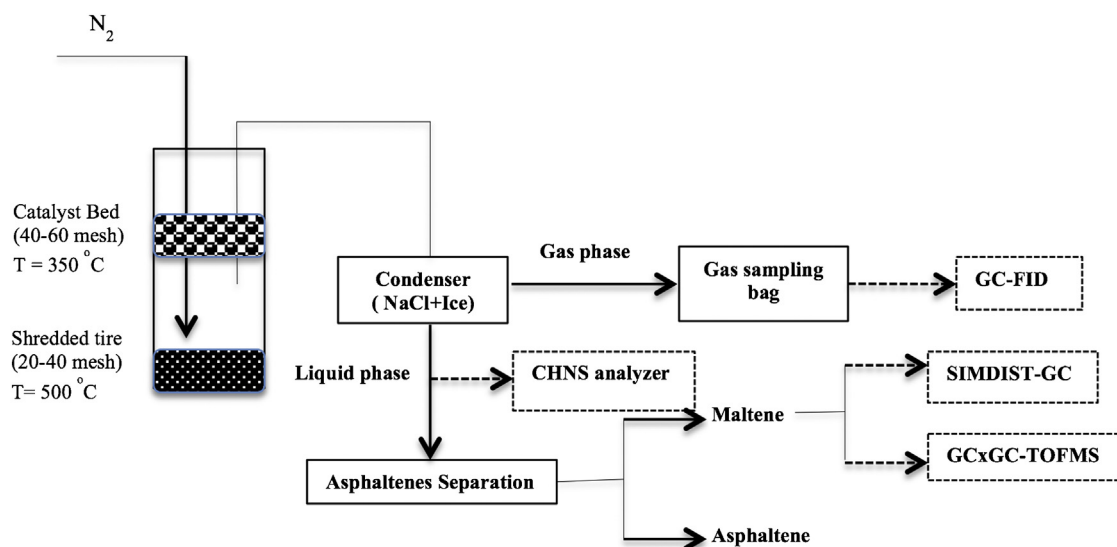 N2
Catalyst Bed
(40-60 mesh)
T = 350 °C
Shredded tire
(20-40 mesh)
T= 500 °C
Condenser
( NaCl+Ice)
Gas phase
Gas sampling
bag
GC-FID
Liquid phase
CHNS analyzer
Asphaltenes Separation
Maltene
Asphaltene
SIMDIST-GC
GCxGC-TOFMS